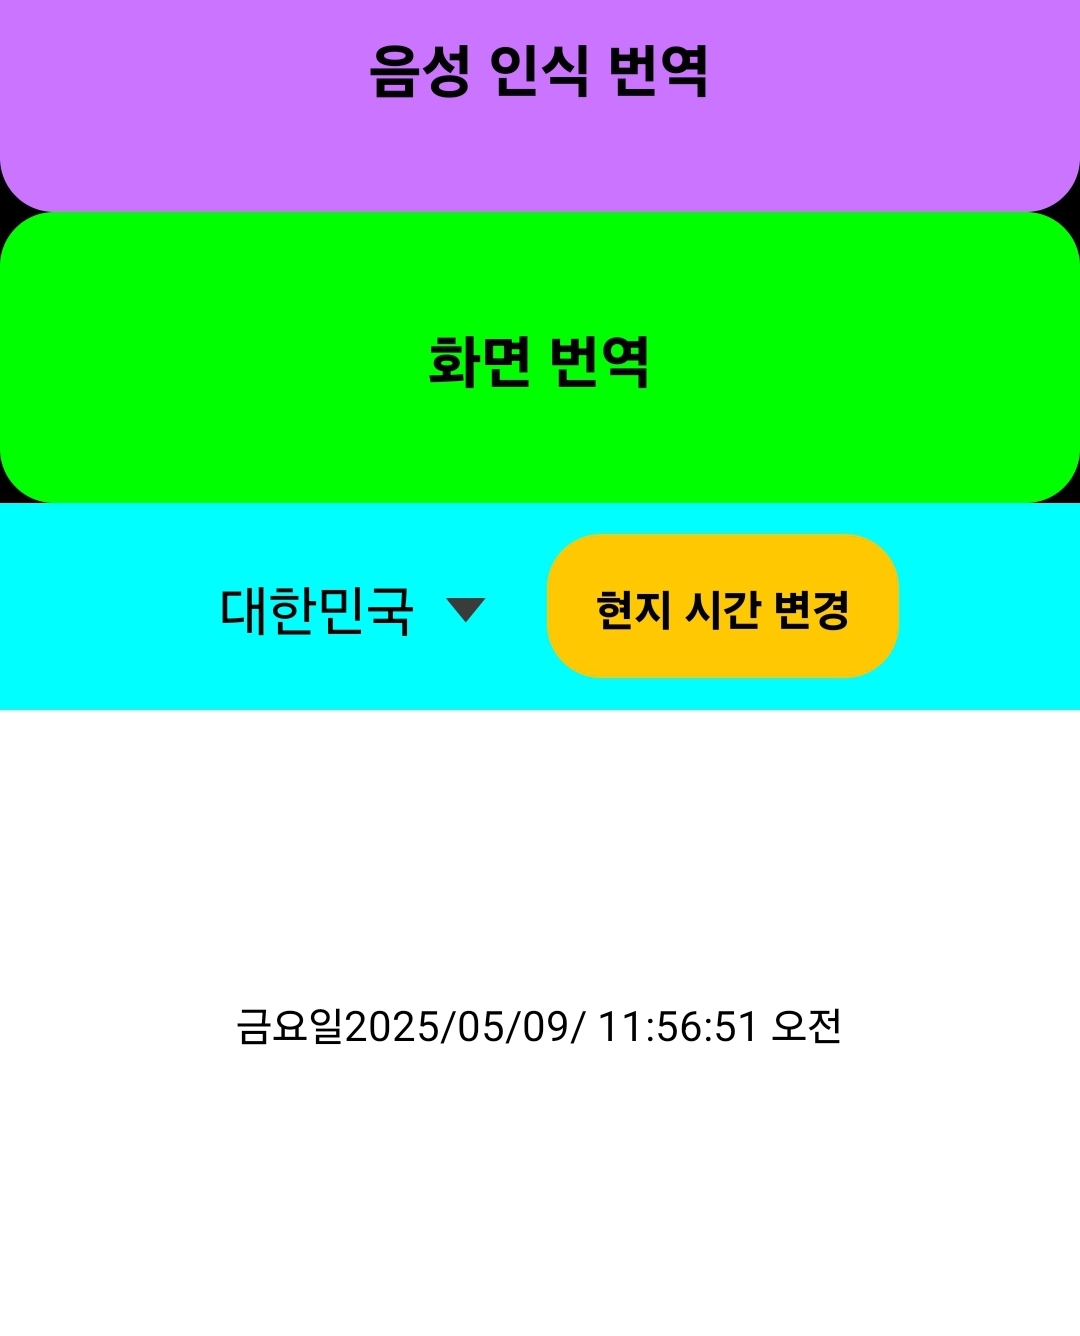 음성 인식 번역
화면 번역
대한민국 현지 시간 변경
금요일2025/05/09/ 11:56:51 오전